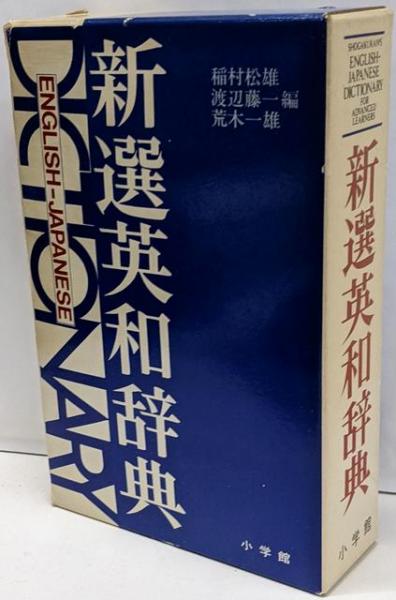 DICTIONARY
ENGLISH-JAPANESE
新選英和辞典
稲村松雄
渡辺藤一編
荒木一雄
小学館
SHOGAKUKAN'S
ENGLISH-
JAPANESE
DICTIONARY
FOR
ADVANCED
LEARNERS
新選英和辞典
小学館